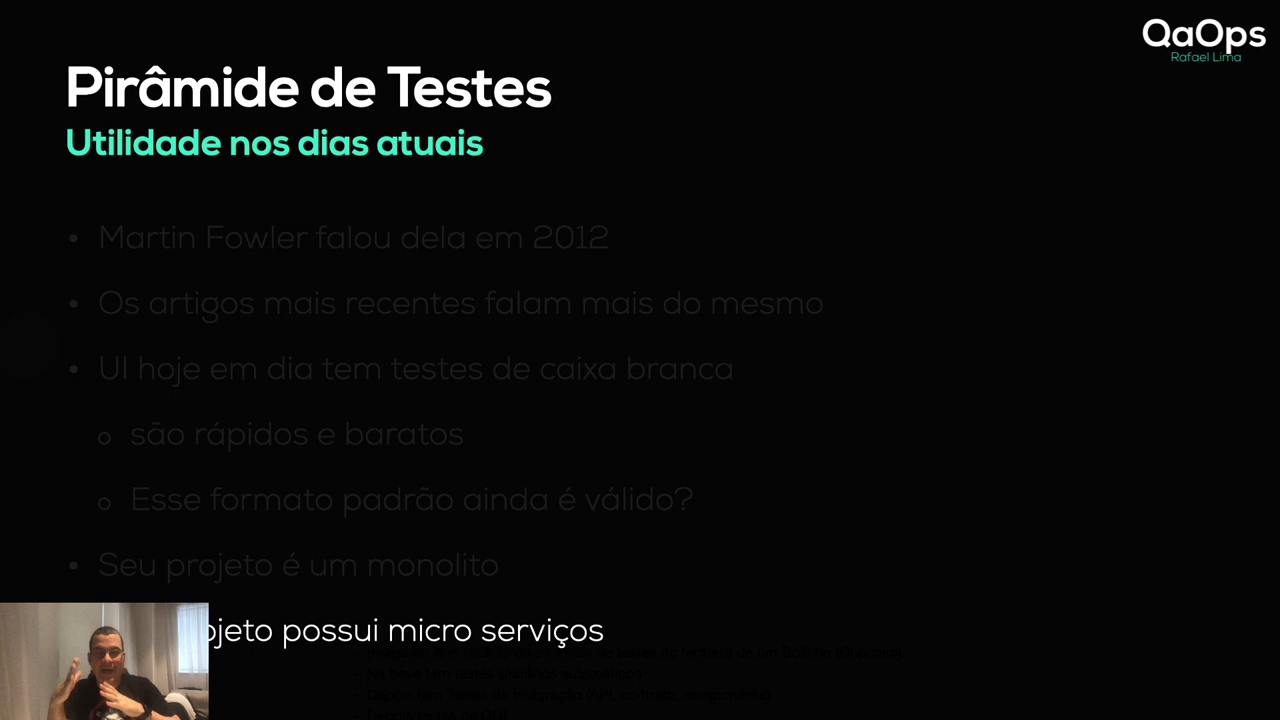 QaOps
Rafael Lima
Pirâmide de Testes
Utilidade nos dias atuais
• Martin Fowler falou dela em 2012
• Os artigos mais recentes falam mais do mesmo
• UI hoje em dia tem testes de caixa branca
o são rápidos e baratos
o Esse formato padrão ainda é válido?
• Seu projeto é um monolito
ojeto possui micro serviços